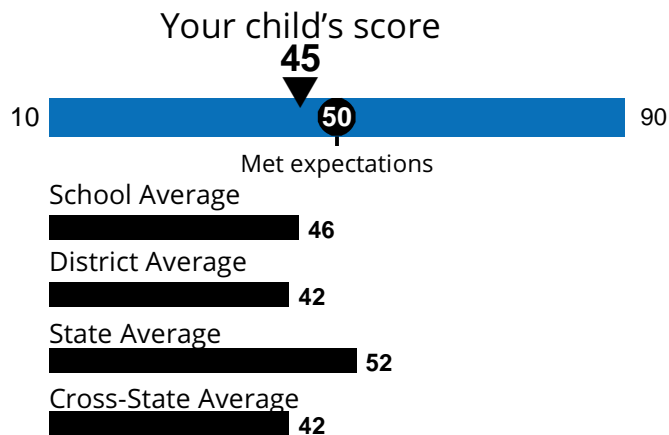 Your child’s score
45
10 50 90
Met expectations
School Average
46
District Average
42
State Average
52
Cross-State Average
42